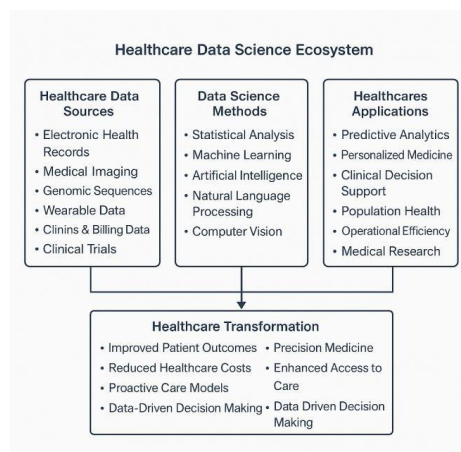 Healthcare Data Science Ecosystem
Healthcare Data
Sources
• Electronic Health
Records
• Medical Imaging
• Genomic Sequences
• Wearable Data
• Clinins & Billing Data
• Clinical Trials
Data Science
Methods
• Statistical Analysis
• Machine Learning
• Artificial Intelligence
• Natural Language
Processing
• Computer Vision
Healthcares
Applications
• Predictive Analytics
• Personalized Medicine
• Clinical Decision
Support
• Population Health
• Operational Efficiency
• Medical Research
Healthcare Transformation
• Improved Patient Outcomes
• Reduced Healthcare Costs
• Proactive Care Models
• Data-Driven Decision Making
• Precision Medicine
• Enhanced Access to
Care
• Data Driven Decision
Making